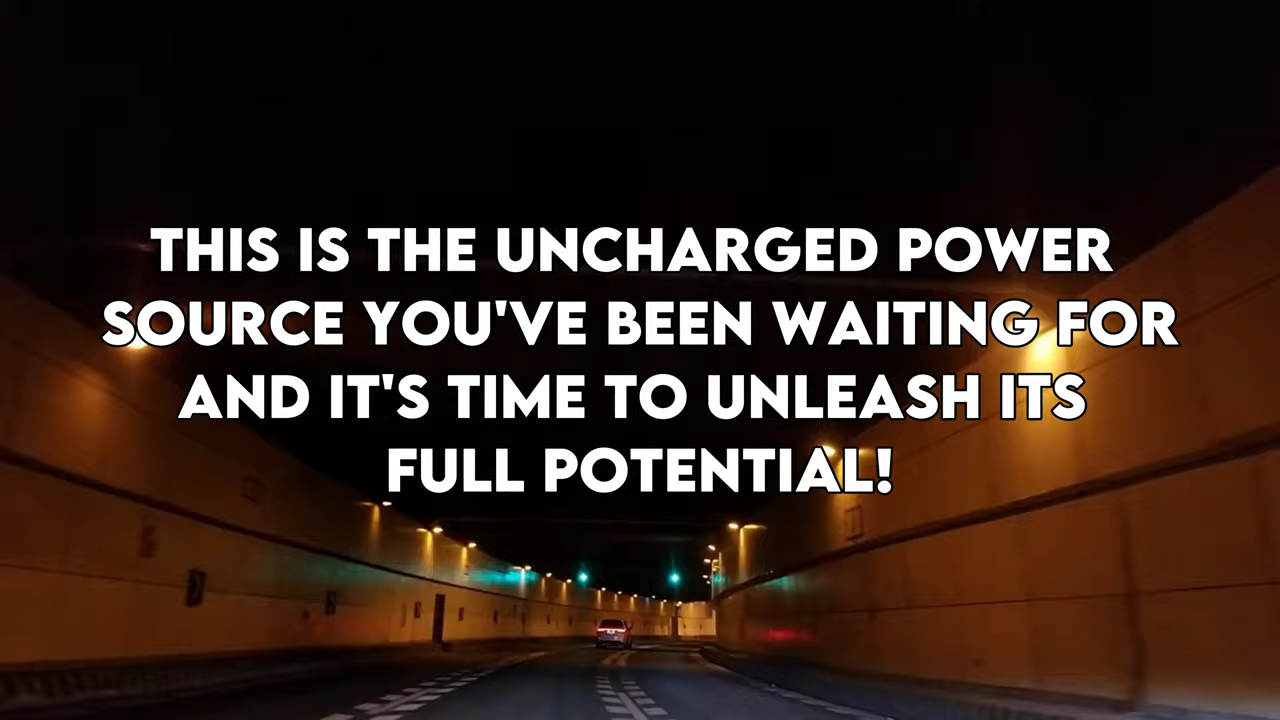 THIS IS THE UNCHARGED POWER
SOURCE YOU'VE BEEN WAITING FOR
AND IT'S TIME TO UNLEASH ITS
FULL POTENTIAL!